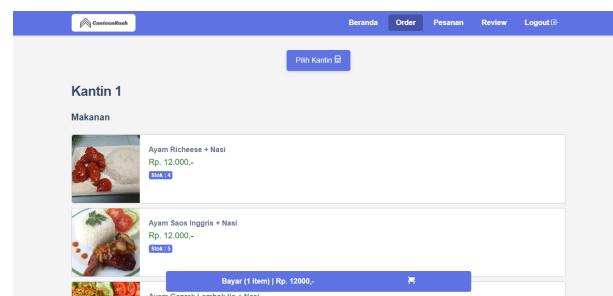 CanteenRush
Beranda Order Pesanan Review Logout
Pilih Kantin
Kantin 1
Makanan
Ayam Richeese + Nasi
Rp. 12.000,-
Stok : 4
Ayam Saos Inggris + Nasi
Rp. 12.000,-
Stok : 5
Bayar (1 item) | Rp. 12000,-